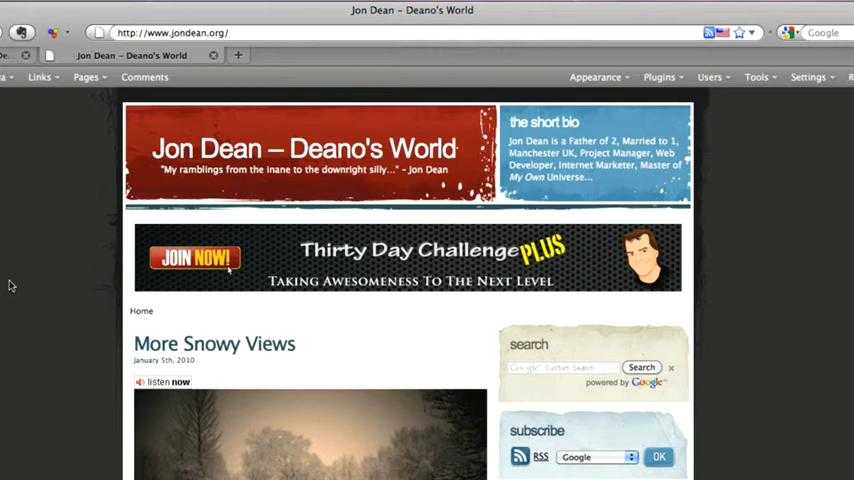 Jon Dean – Deano's World
http://www.jondean.org/
Google
Jon Dean – Deano's World
Links
Pages
Comments
Appearance
Plugins
Users
Tools
Settings
Jon Dean – Deano's World
"My ramblings from the inane to the downright silly..." – Jon Dean
the short bio
Jon Dean is a Father of 2, Married to 1,
Manchester UK, Project Manager, Web
Developer, Internet Marketer, Master of
My Own Universe...
JOIN NOW!
Thirty Day Challenge PLUS
Taking Awesomeness To The Next Level
Home
More Snowy Views
January 5th, 2010
listen now
search
Google™ Custom Search
Search
powered by Google™
subscribe
RSS
Google
OK